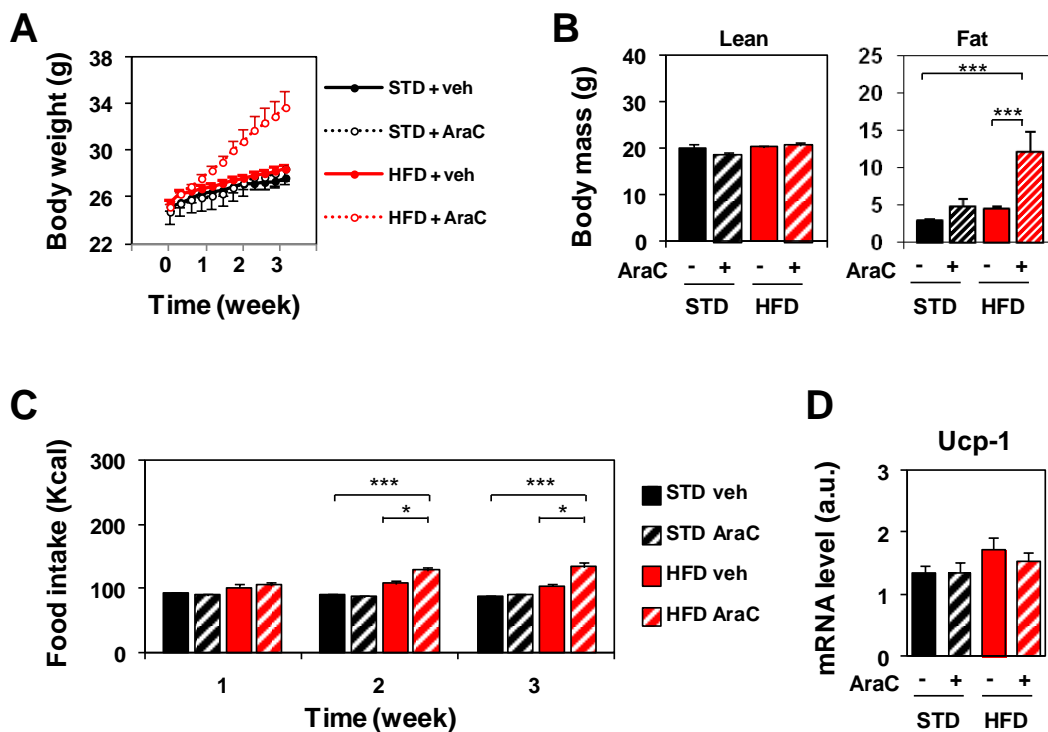 A
Body weight (g)
38
34
30
26
22
0 1 2 3
Time (week)
STD + veh
STD + AraC
HFD + veh
HFD + AraC
B
Lean
Body mass (g)
40
30
20
10
0
AraC - + - +
STD HFD
Fat
25
20
15
10
5
0
***
***
AraC - + - +
STD HFD
C
Food intake (Kcal)
300
200
100
0
*** ***
* *
1 2 3
Time (week)
STD veh
STD AraC
HFD veh
HFD AraC
D
Ucp-1
mRNA level (a.u.)
3
2
1
0
AraC - + - +
STD HFD